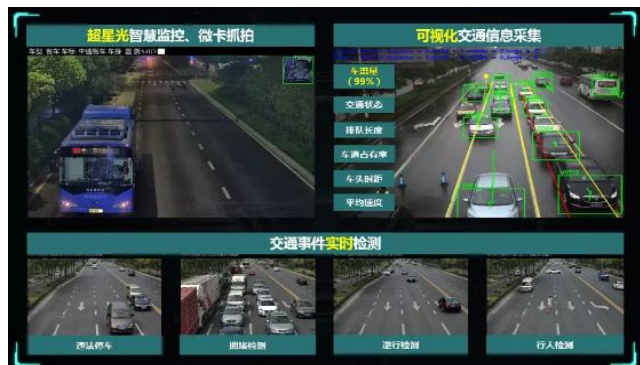 超星光智慧监控、微卡抓拍
可视化交通信息采集
车流量
（99%）
交通状态
排队长度
车道占有率
车头时距
平均速度
交通事件实时检测
违法停车
拥堵检测
逆行检测
行人检测